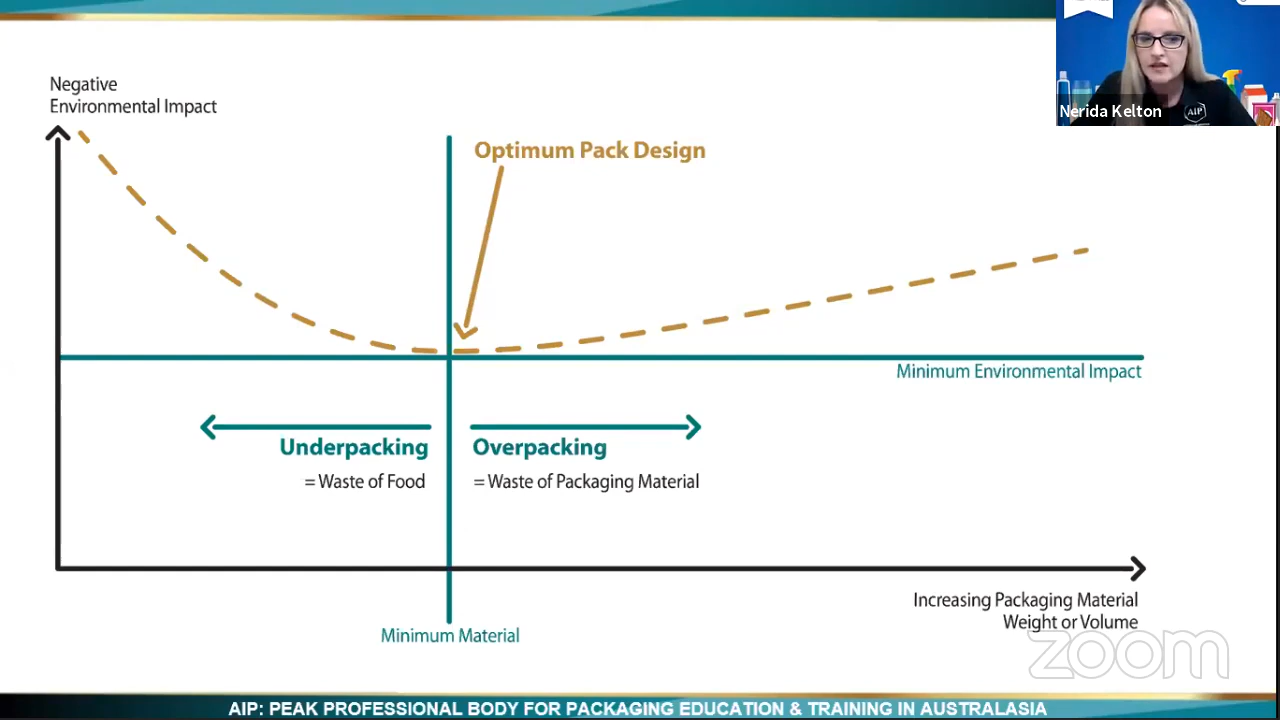 Negative
Environmental Impact
Optimum Pack Design
Nerida Kelton
AIP
Minimum Environmental Impact
Underpacking
= Waste of Food
Overpacking
= Waste of Packaging Material
Increasing Packaging Material
Weight or Volume
Minimum Material
zoom
AIP: PEAK PROFESSIONAL BODY FOR PACKAGING EDUCATION & TRAINING IN AUSTRALASIA